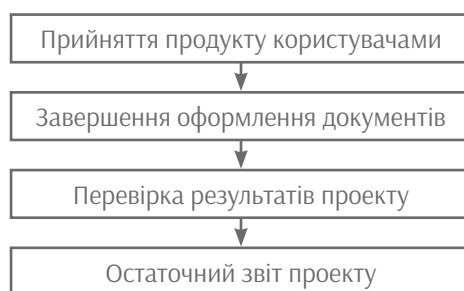 Прийняття продукту користувачами
Завершення оформлення документів
Перевірка результатів проекту
Остаточний звіт проекту